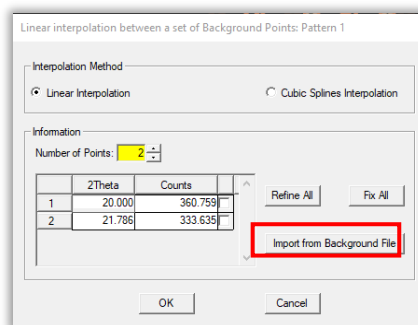 Linear interpolation between a set of Background Points: Pattern 1
Interpolation Method
Linear Interpolation
Cubic Splines Interpolation
Information
Number of Points: 2
2Theta Counts
1 20.000 360.759
2 21.786 333.635
Refine All Fix All
Import from Background File
OK Cancel